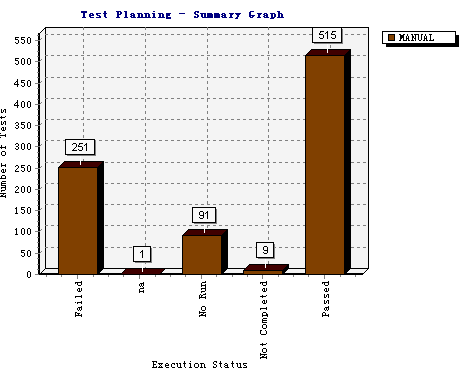 Test Planning - Summary Graph
MANUAL
Number of Tests
550
500
450
400
350
300
250
200
150
100
50
0
251
1
91
9
515
Failed
na
No Run
Not Completed
Passed
Execution Status